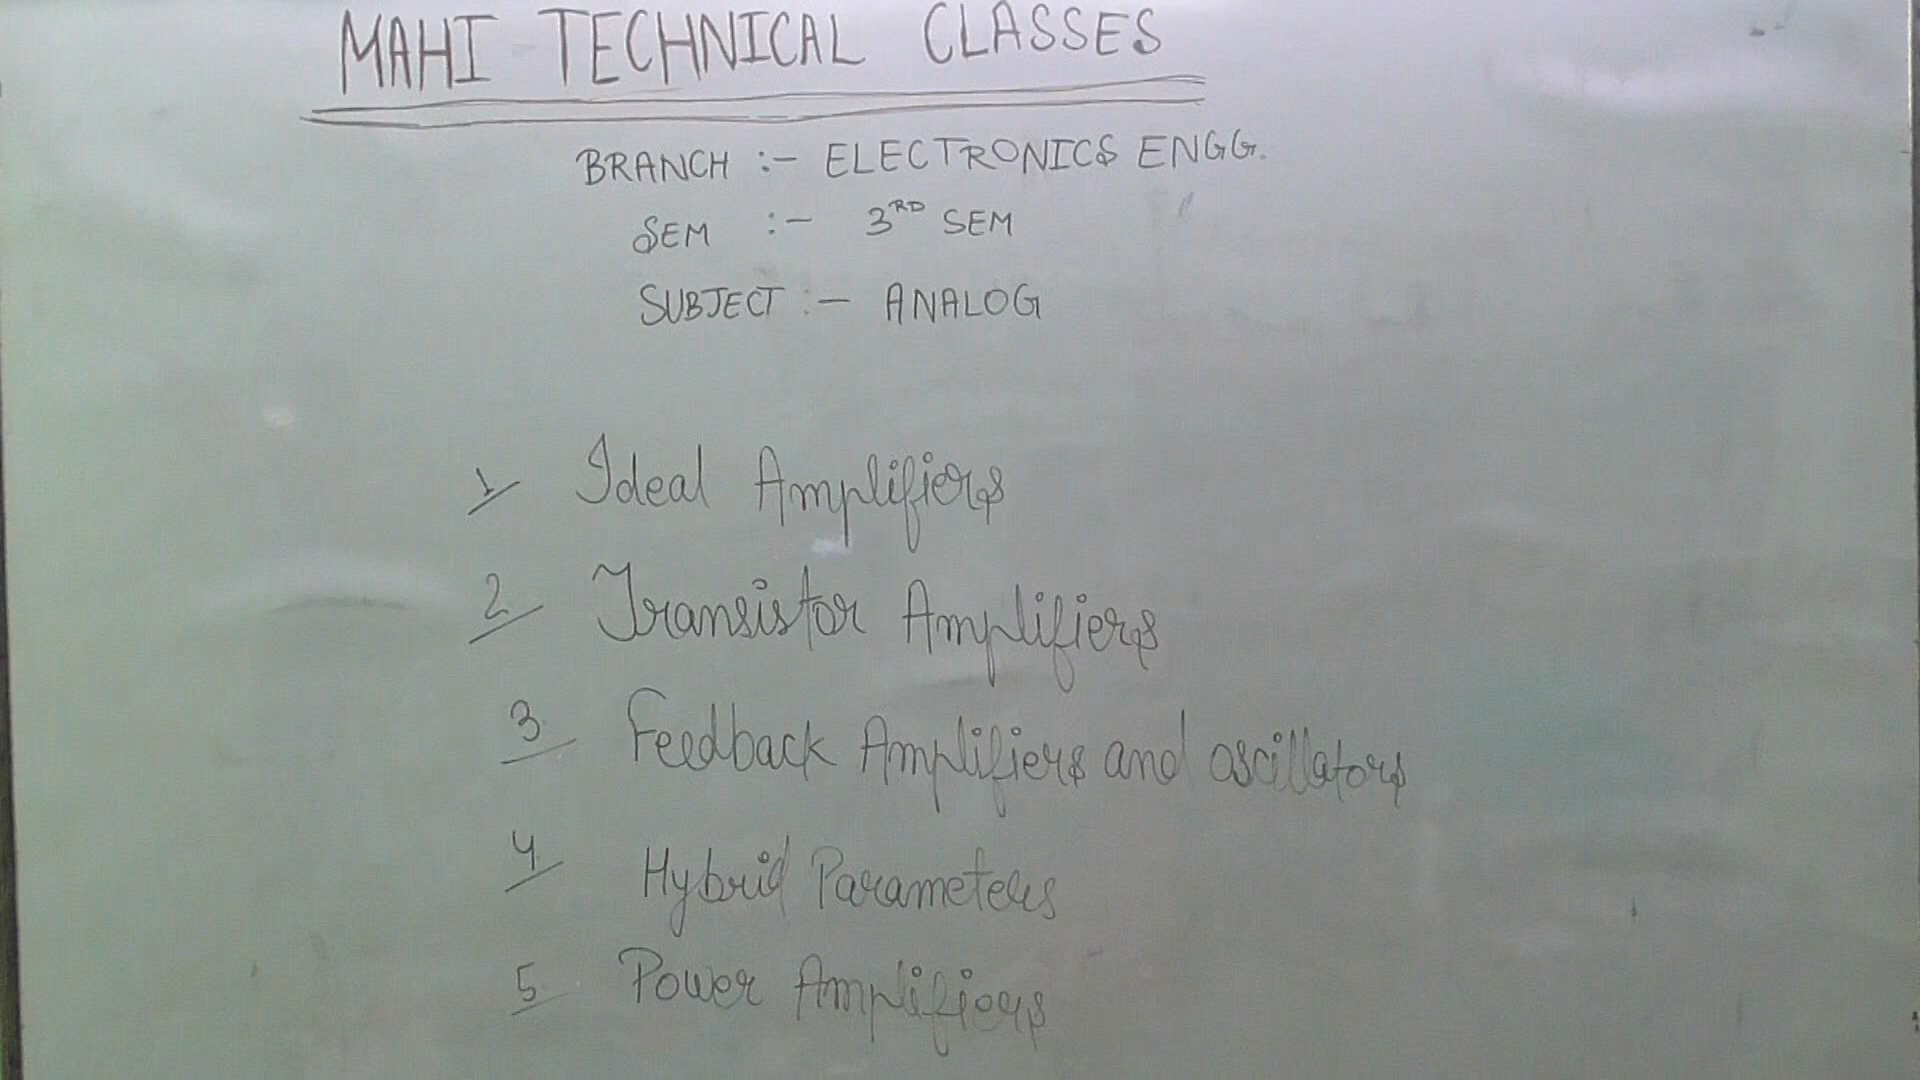 MAHI TECHNICAL CLASSES
BRANCH :- ELECTRONICS ENGG.
SEM :- 3RD SEM
SUBJECT :- ANALOG
1 Ideal Amplifiers
2 Transistor Amplifiers
3. Feedback Amplifiers and oscillators
4. Hybrid Parameters
5 Power Amplifiers